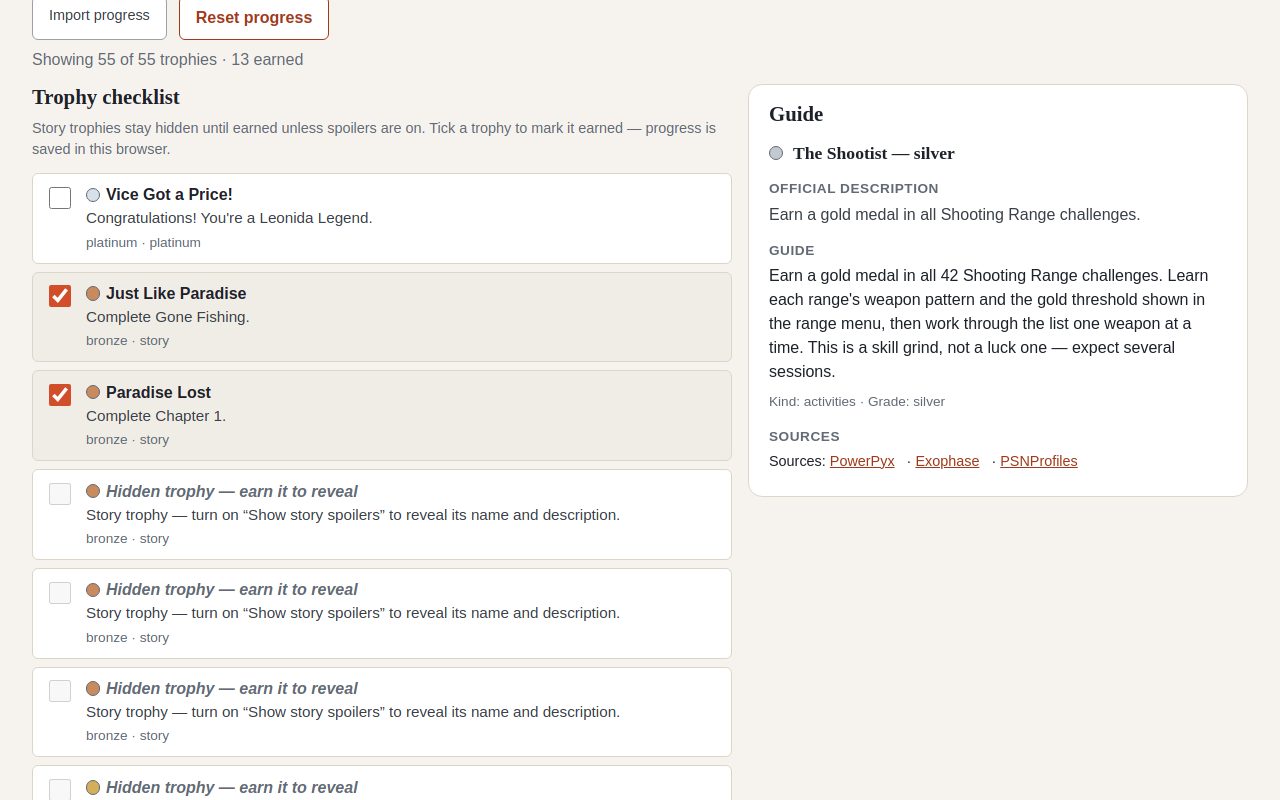 Import progress
Reset progress
Showing 55 of 55 trophies · 13 earned
Trophy checklist
Story trophies stay hidden until earned unless spoilers are on. Tick a trophy to mark it earned — progress is
saved in this browser.
Vice Got a Price!
Congratulations! You're a Leonida Legend.
platinum · platinum
Just Like Paradise
Complete Gone Fishing.
bronze · story
Paradise Lost
Complete Chapter 1.
bronze · story
Hidden trophy — earn it to reveal
Story trophy — turn on “Show story spoilers” to reveal its name and description.
bronze · story
Hidden trophy — earn it to reveal
Story trophy — turn on “Show story spoilers” to reveal its name and description.
bronze · story
Hidden trophy — earn it to reveal
Story trophy — turn on “Show story spoilers” to reveal its name and description.
bronze · story
Hidden trophy — earn it to reveal
Guide
The Shootist — silver
OFFICIAL DESCRIPTION
Earn a gold medal in all Shooting Range challenges.
GUIDE
Earn a gold medal in all 42 Shooting Range challenges. Learn
each range's weapon pattern and the gold threshold shown in
the range menu, then work through the list one weapon at a
time. This is a skill grind, not a luck one — expect several
sessions.
Kind: activities · Grade: silver
SOURCES
Sources: PowerPyx · Exophase · PSNProfiles